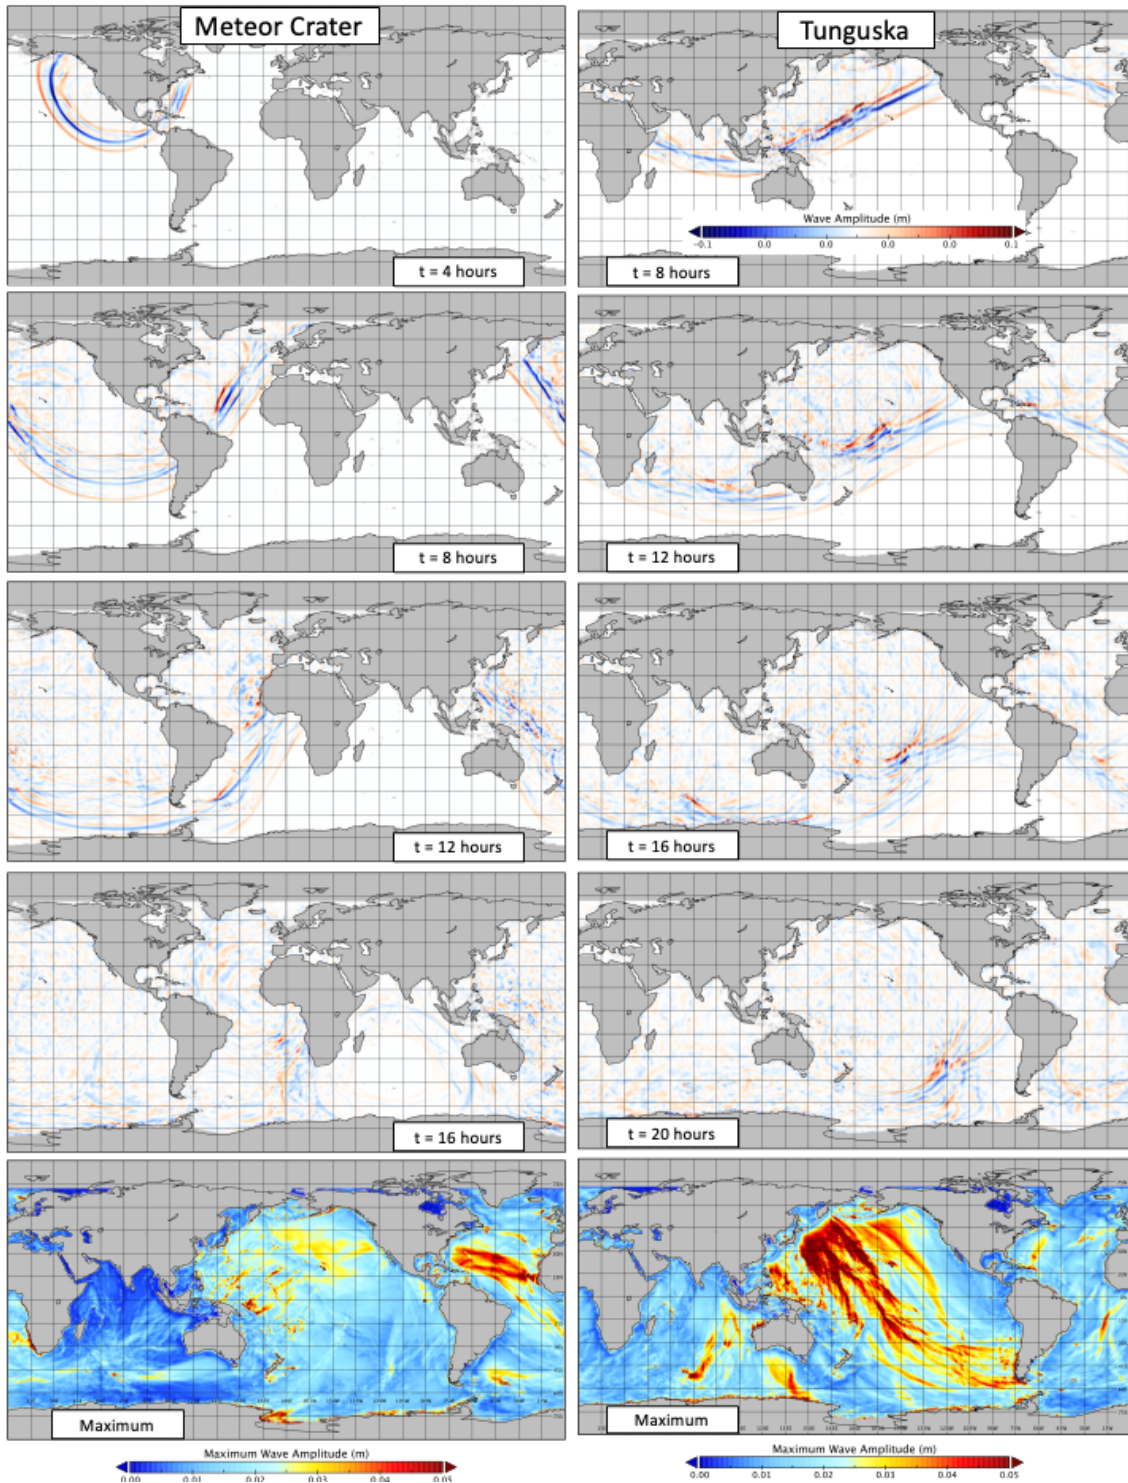 Meteor Crater
Tunguska
Wave Amplitude (m)
-0.1 0.0 0.0 0.0 0.0 0.1
t = 4 hours
t = 8 hours
t = 8 hours
t = 12 hours
t = 12 hours
t = 16 hours
t = 16 hours
t = 20 hours
Maximum
Maximum
Maximum Wave Amplitude (m)
0.00 0.01 0.02 0.03 0.04 0.05
Maximum Wave Amplitude (m)
0.00 0.01 0.02 0.03 0.04 0.05